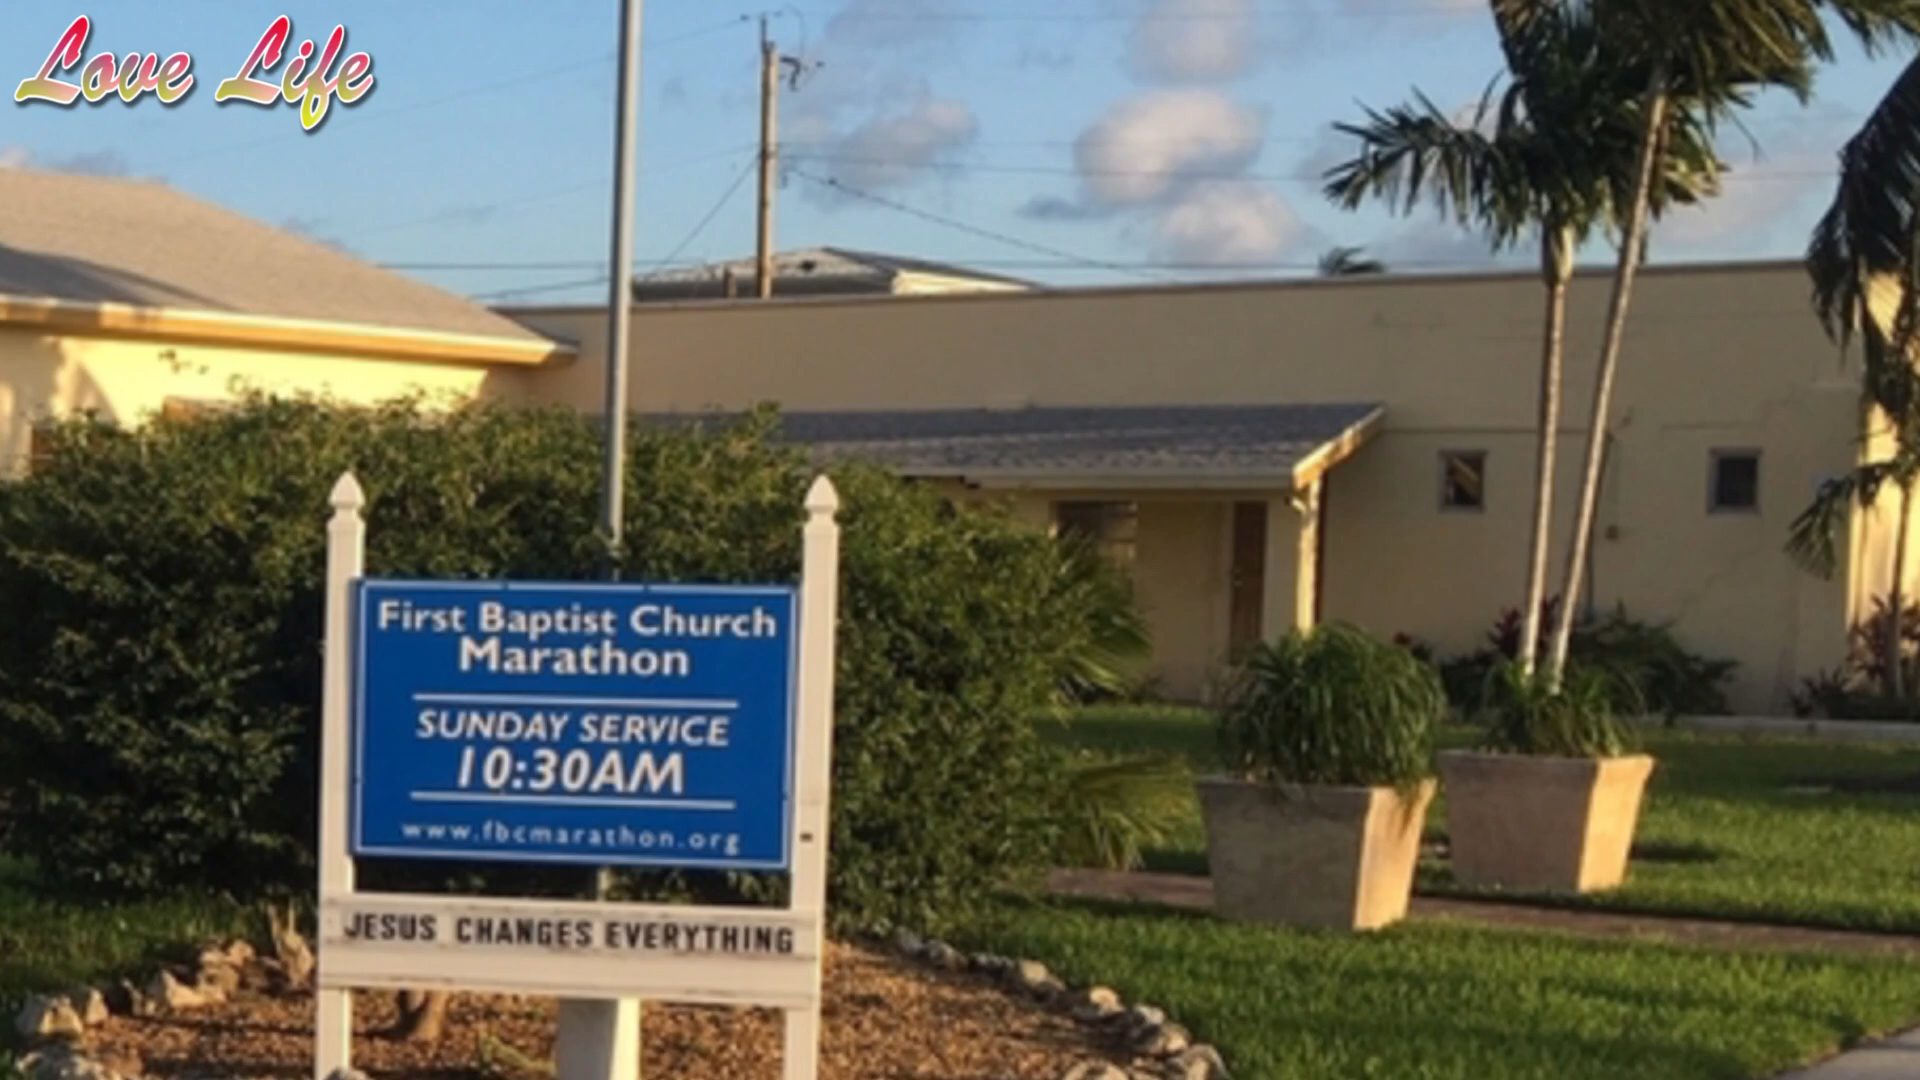 Love Life
First Baptist Church
Marathon
SUNDAY SERVICE
10:30AM
www.fbcmarathon.org
JESUS CHANGES EVERYTHING